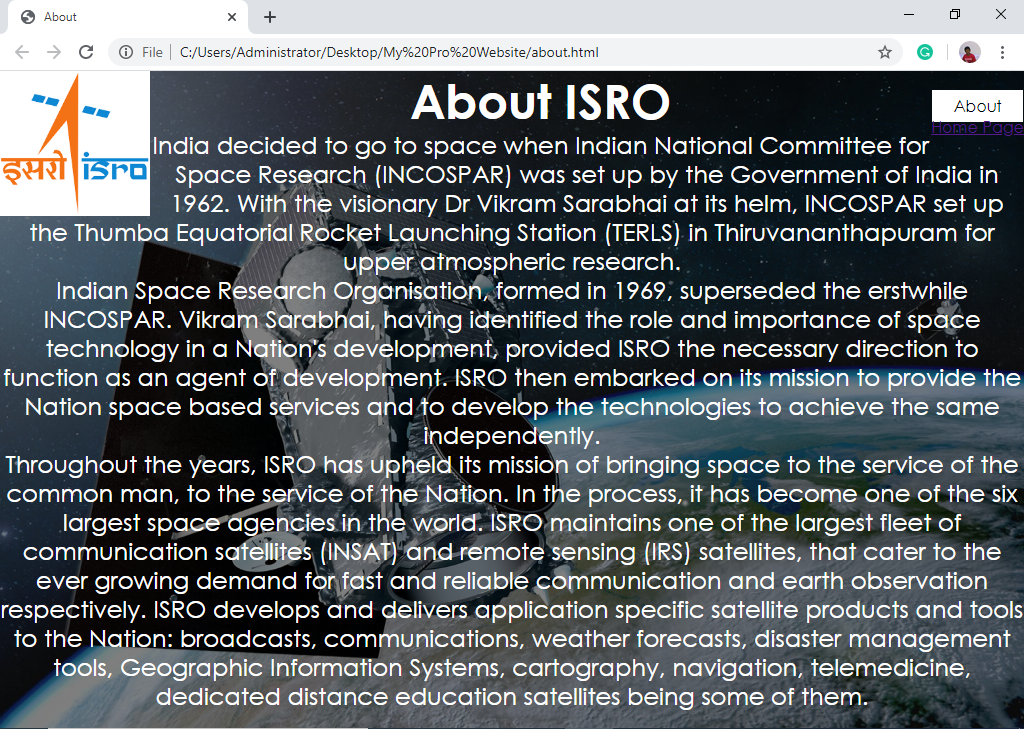 About
File
C:/Users/Administrator/Desktop/My%20Pro%20Website/about.html
इसरो isro
About ISRO
About
Home Page
India decided to go to space when Indian National Committee for
Space Research (INCOSPAR) was set up by the Government of India in
1962. With the visionary Dr Vikram Sarabhai at its helm, INCOSPAR set up
the Thumba Equatorial Rocket Launching Station (TERLS) in Thiruvananthapuram for
upper atmospheric research.
Indian Space Research Organisation, formed in 1969, superseded the erstwhile
INCOSPAR. Vikram Sarabhai, having identified the role and importance of space
technology in a Nation's development, provided ISRO the necessary direction to
function as an agent of development. ISRO then embarked on its mission to provide the
Nation space based services and to develop the technologies to achieve the same
independently.
Throughout the years, ISRO has upheld its mission of bringing space to the service of the
common man, to the service of the Nation. In the process, it has become one of the six
largest space agencies in the world. ISRO maintains one of the largest fleet of
communication satellites (INSAT) and remote sensing (IRS) satellites, that cater to the
ever growing demand for fast and reliable communication and earth observation
respectively. ISRO develops and delivers application specific satellite products and tools
to the Nation: broadcasts, communications, weather forecasts, disaster management
tools, Geographic Information Systems, cartography, navigation, telemedicine,
dedicated distance education satellites being some of them.